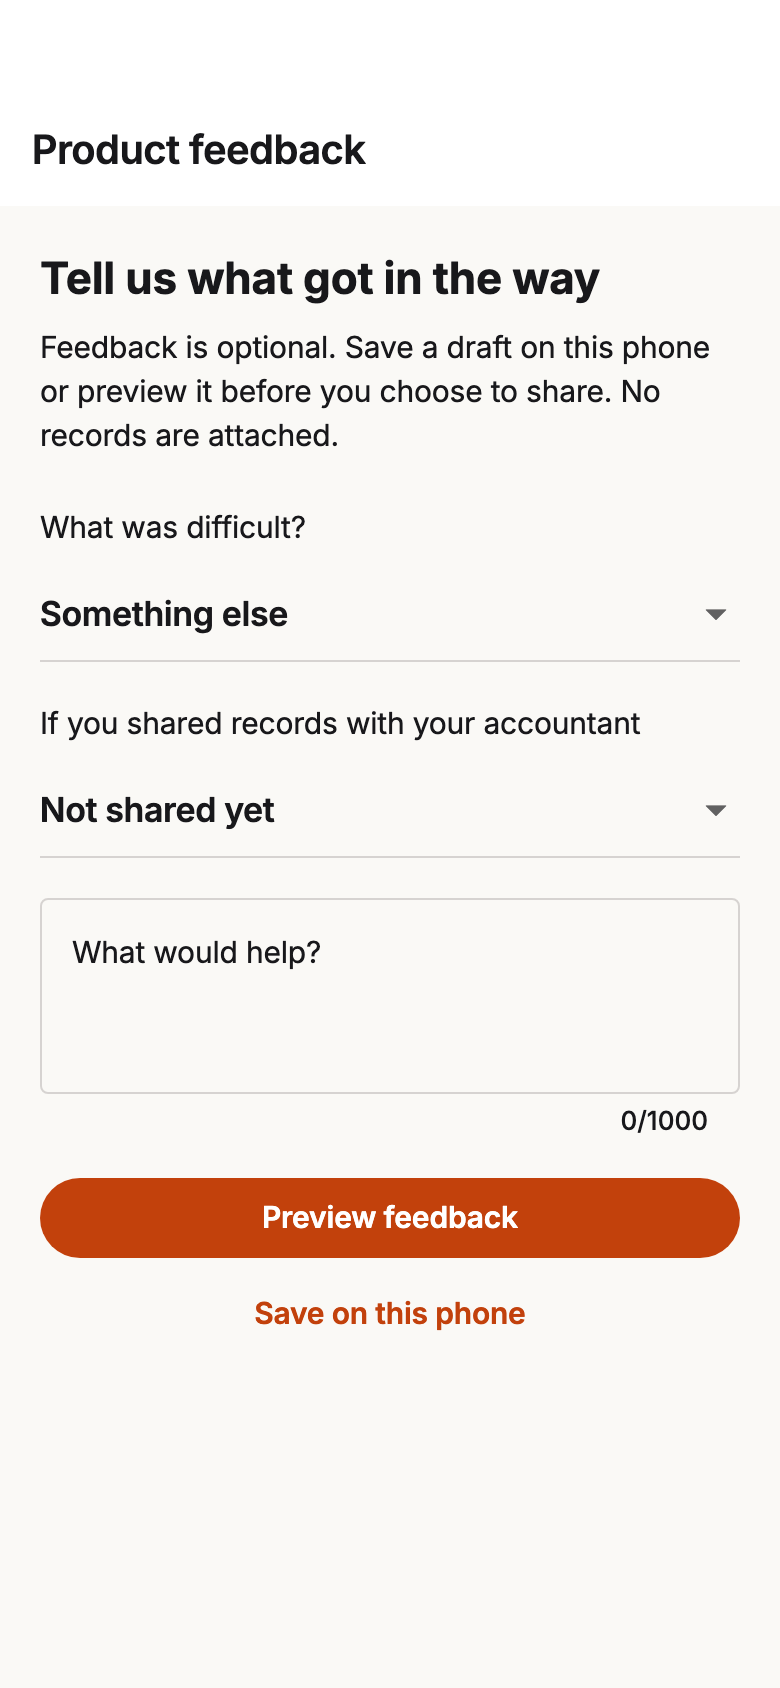 Product feedback
Tell us what got in the way
Feedback is optional. Save a draft on this phone
or preview it before you choose to share. No
records are attached.
What was difficult?
Something else
If you shared records with your accountant
Not shared yet
What would help?
0/1000
Preview feedback
Save on this phone